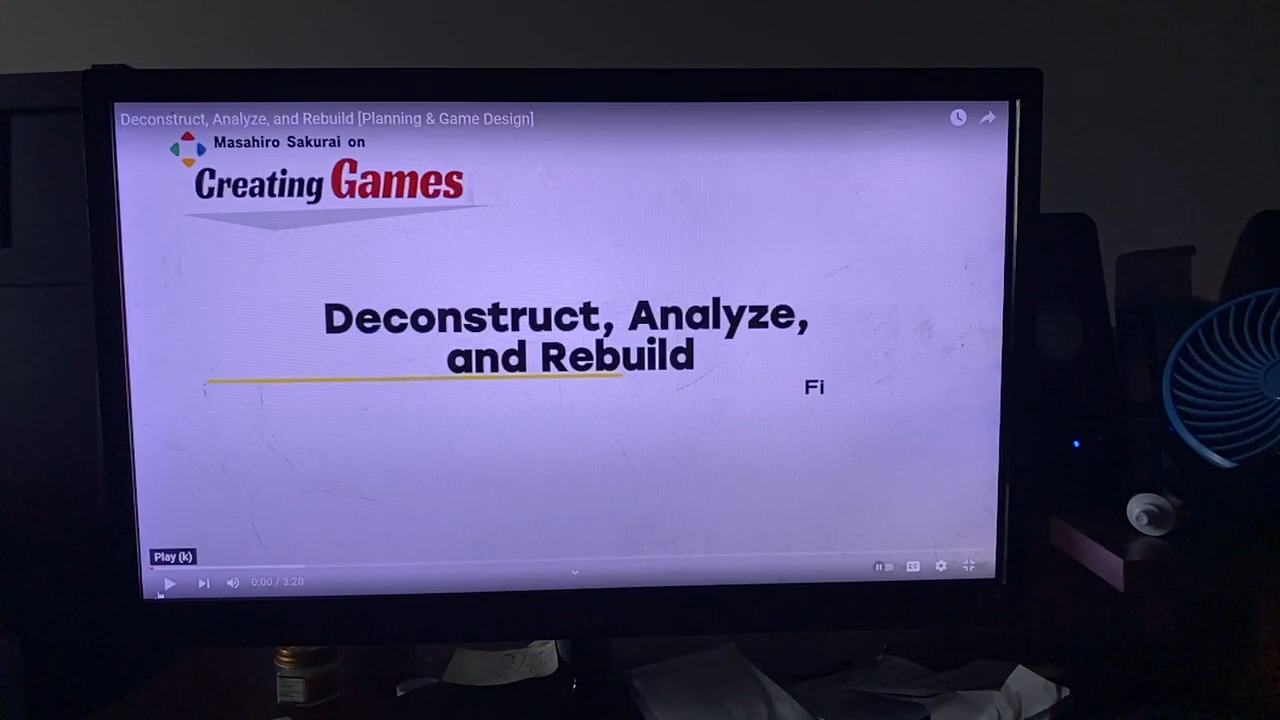 Deconstruct, Analyze, and Rebuild [Planning & Game Design]
Masahiro Sakurai on
Creating Games
Deconstruct, Analyze,
and Rebuild
Fi
Play (k)
0:00 / 3:28
CC